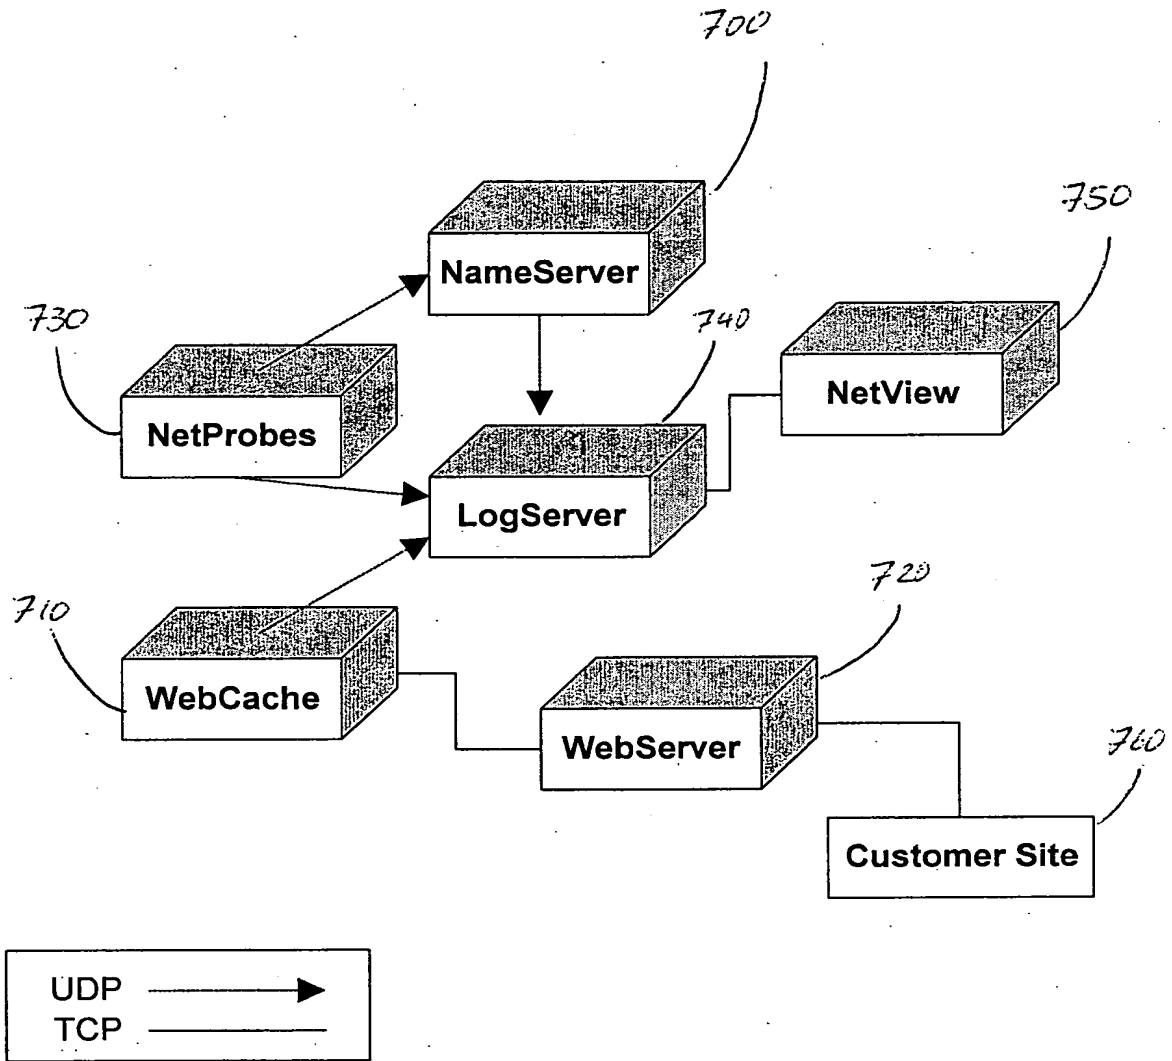 700
NameServer
750
730
740
NetProbes
NetView
LogServer
710
720
WebCache
WebServer
760
Customer Site
UDP
TCP